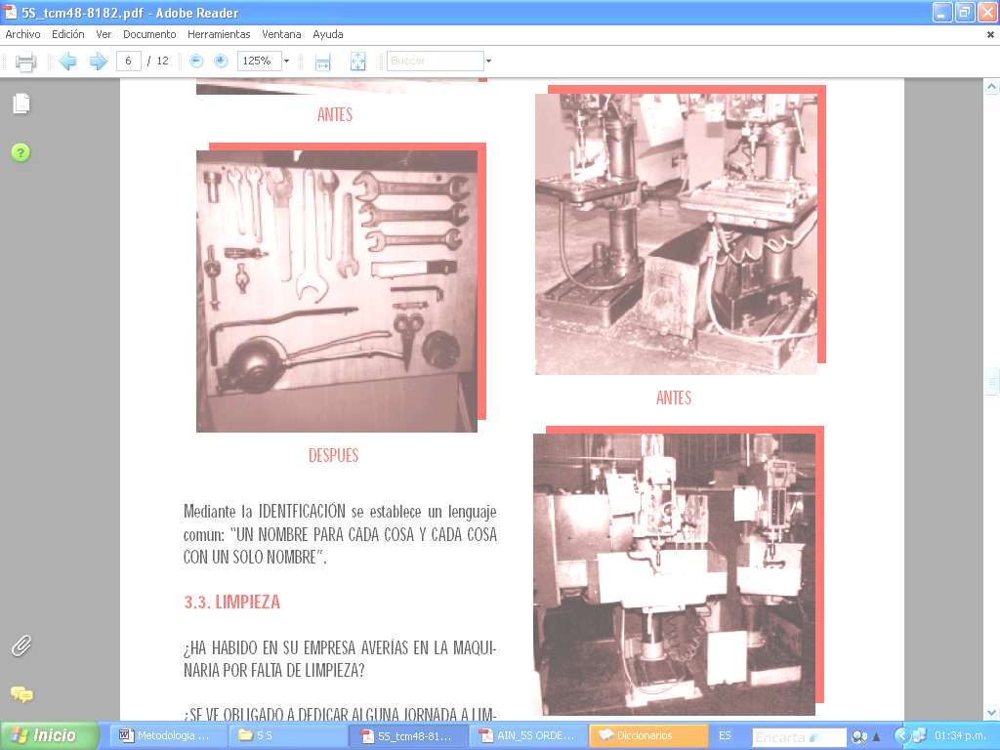 5S_tcm48-8182.pdf - Adobe Reader
Archivo Edición Ver Documento Herramientas Ventana Ayuda
6 / 12 125% Buscar
ANTES
DESPUÉS
Mediante la IDENTFICACIÓN se establece un lenguaje
común: “UN NOMBRE PARA CADA COSA Y CADA COSA
CON UN SOLO NOMBRE”.
3.3. LIMPIEZA
¿HA HABIDO EN SU EMPRESA AVERÍAS EN LA MAQUI-
NARIA POR FALTA DE LIMPIEZA?
¿SE VE OBLIGADO A DEDICAR ALGUNA JORNADA A LIM-
ANTES
Inicio Metodologia ... 5 S 5S_tcm48-81... AIN_5S ORDE... Diccionarios ES Encarta 01:34 p.m.